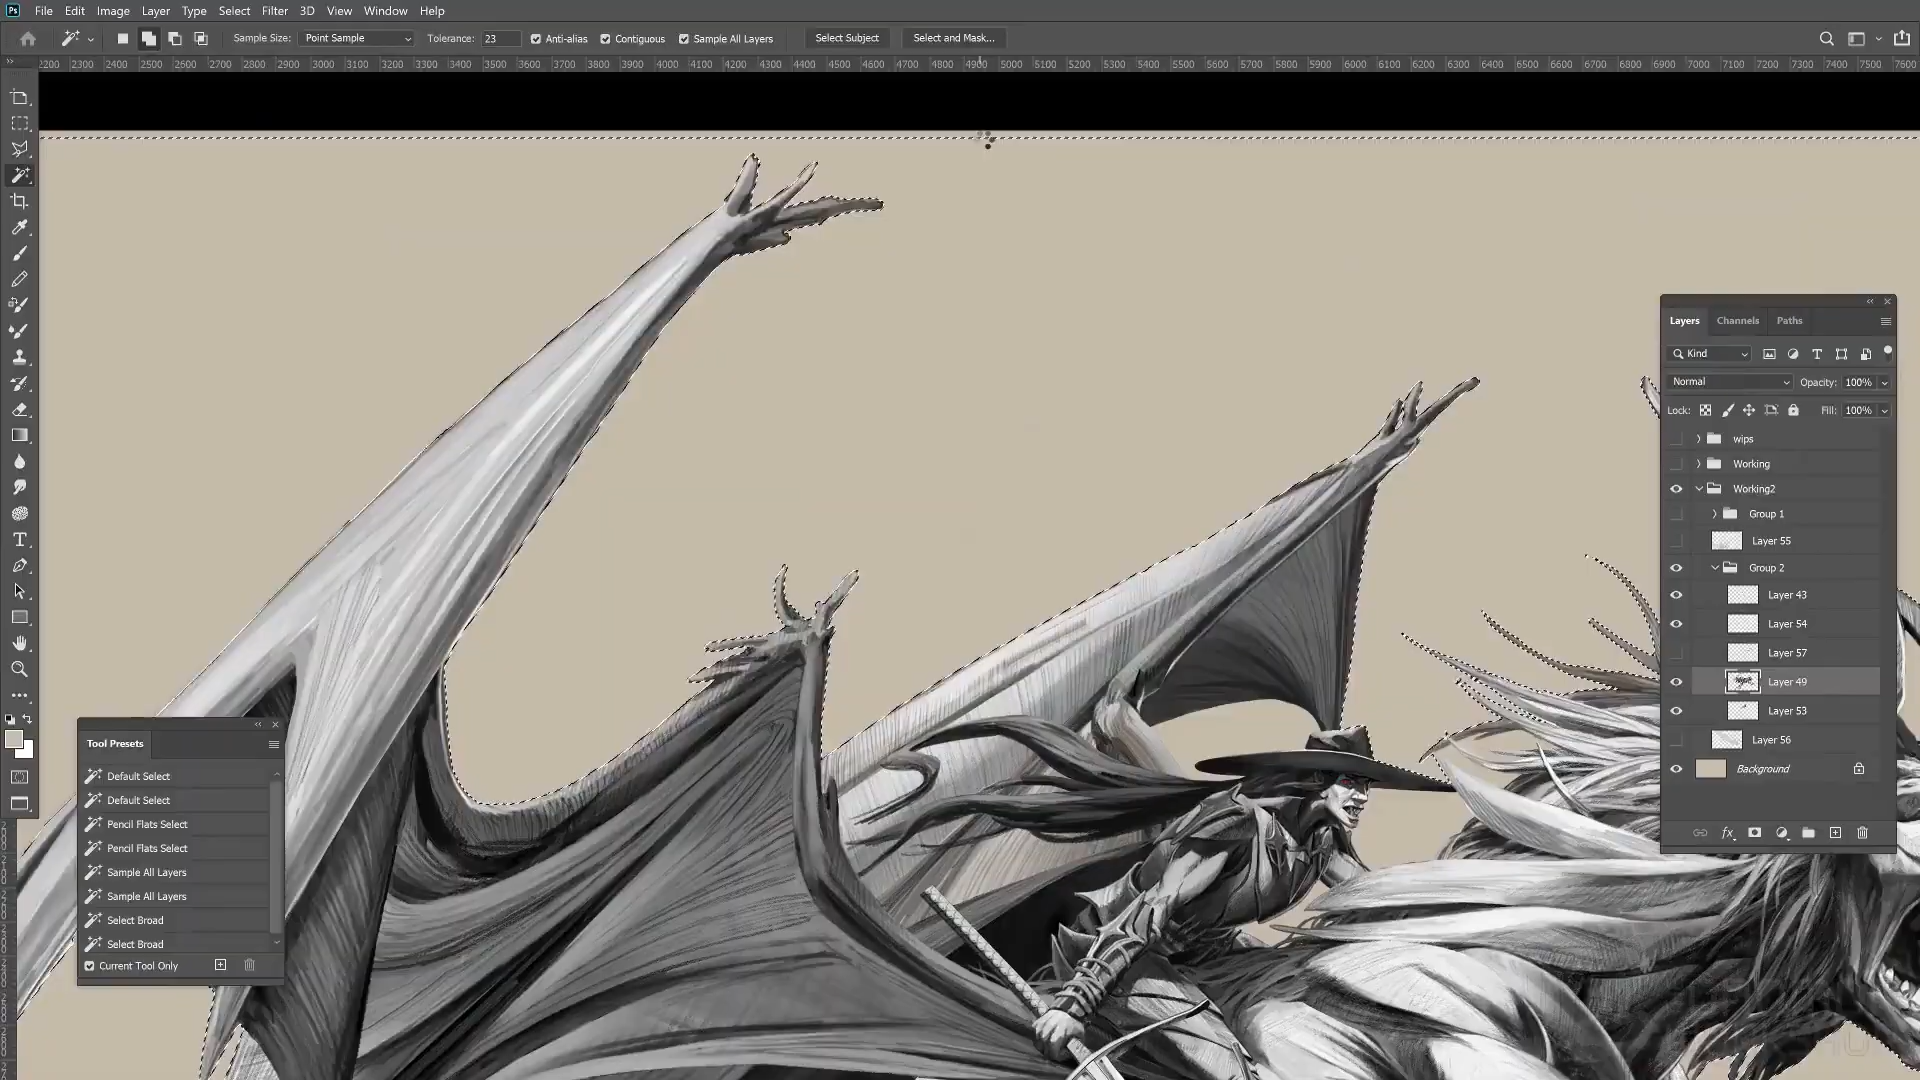 Ps File Edit Image Layer Type Select Filter 3D View Window Help
Sample Size: Point Sample Tolerance: 23 Anti-alias Contiguous Sample All Layers Select Subject Select and Mask...
2200 2300 2400 2500 2600 2700 2800 2900 3000 3100 3200 3300 3400 3500 3600 3700 3800 3900 4000 4100 4200 4300 4400 4500 4600 4700 4800 4900 5000 5100 5200 5300 5400 5500 5600 5700 5800 5900 6000 6100 6200 6300 6400 6500 6600 6700 6800 6900 7000 7100 7200 7300 7400 7500 7600
Layers Channels Paths
Kind
Normal Opacity: 100%
Lock: Fill: 100%
wips
Working
Working2
Group 1
Layer 55
Group 2
Layer 43
Layer 54
Layer 57
Layer 49
Layer 53
Layer 56
Background
fx
Tool Presets
Default Select
Default Select
Pencil Flats Select
Pencil Flats Select
Sample All Layers
Sample All Layers
Select Broad
Select Broad
Current Tool Only